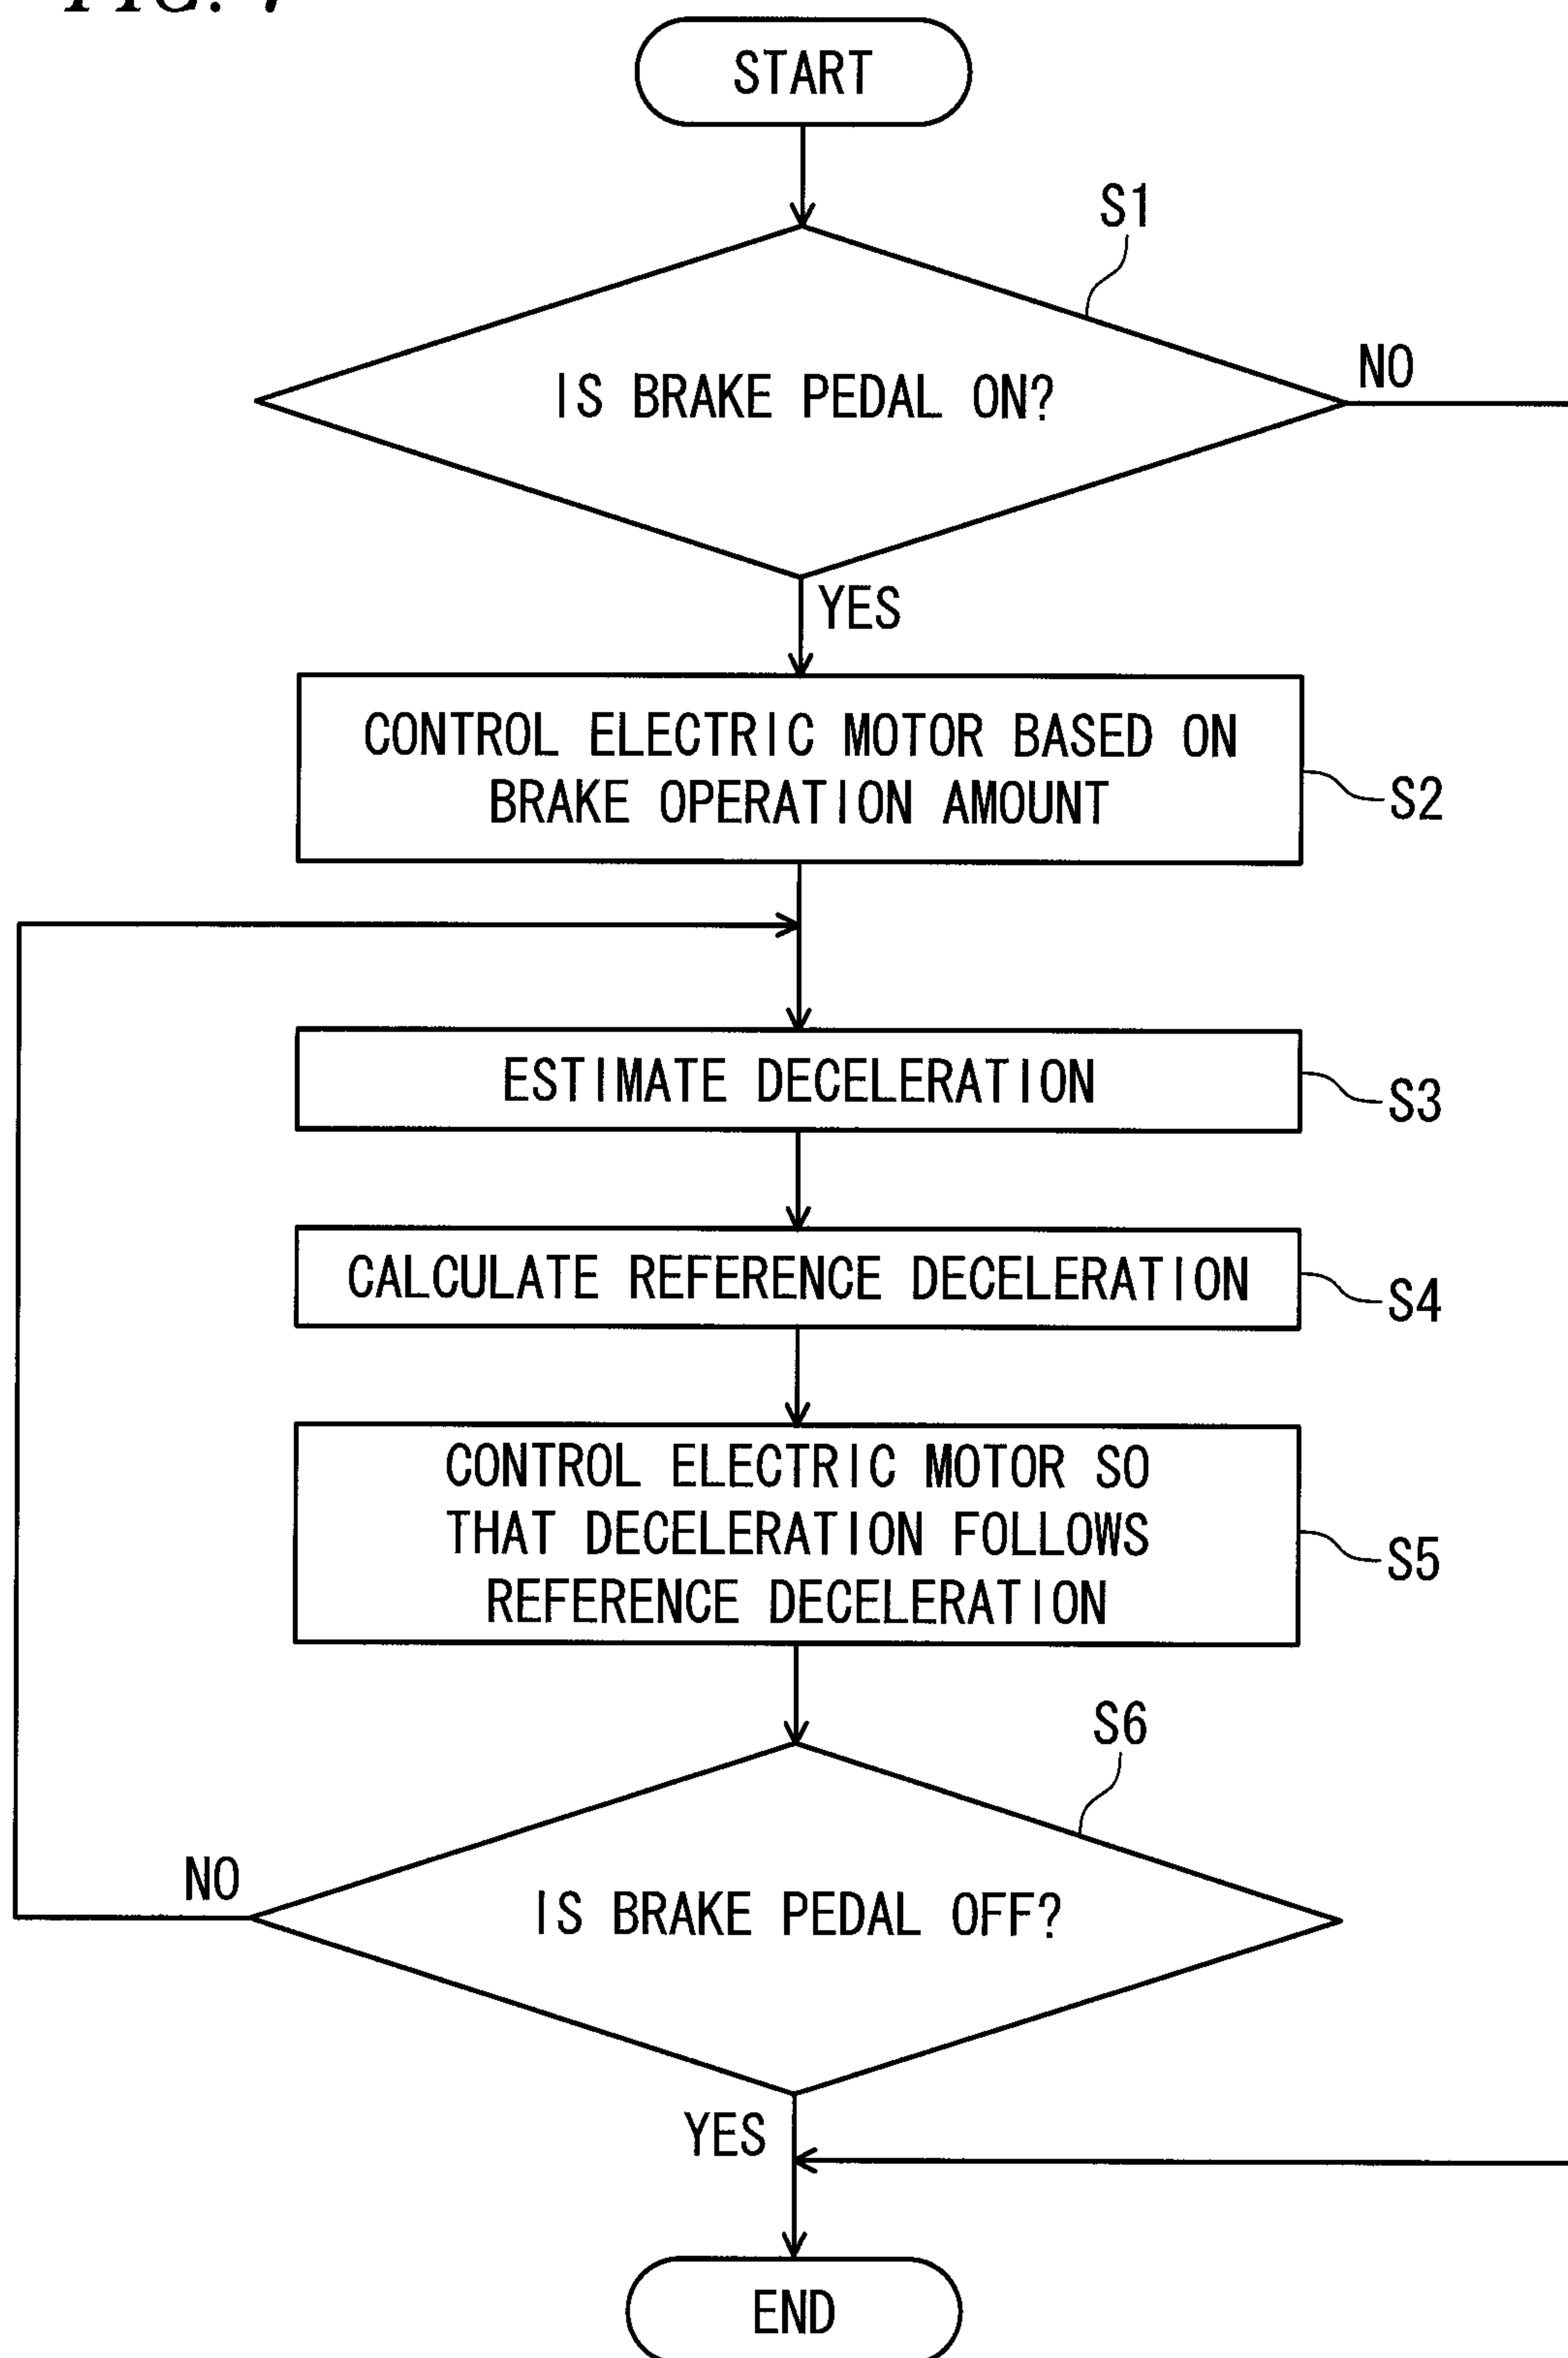 FIG. 7
START
S1
IS BRAKE PEDAL ON?
NO
YES
CONTROL ELECTRIC MOTOR BASED ON
BRAKE OPERATION AMOUNT
S2
ESTIMATE DECELERATION
S3
CALCULATE REFERENCE DECELERATION
S4
CONTROL ELECTRIC MOTOR SO
THAT DECELERATION FOLLOWS
REFERENCE DECELERATION
S5
S6
NO
IS BRAKE PEDAL OFF?
YES
END